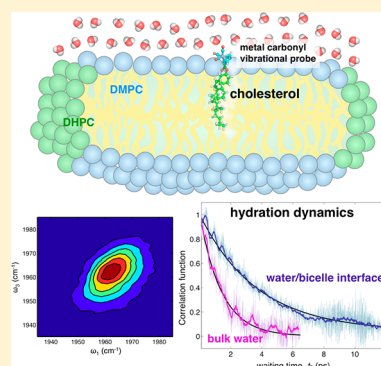 metal carbonyl
vibrational probe
DMPC
cholesterol
DHPC
hydration dynamics
1980
1970
1960
1950
1940
ω₃ (cm⁻¹)
1940 1960 1980
ω₁ (cm⁻¹)
Correlation function
1
0.8
0.6
0.4
0.2
0
water/bicelle interface
bulk water
2 4 6 8 10
waiting time, (ps)